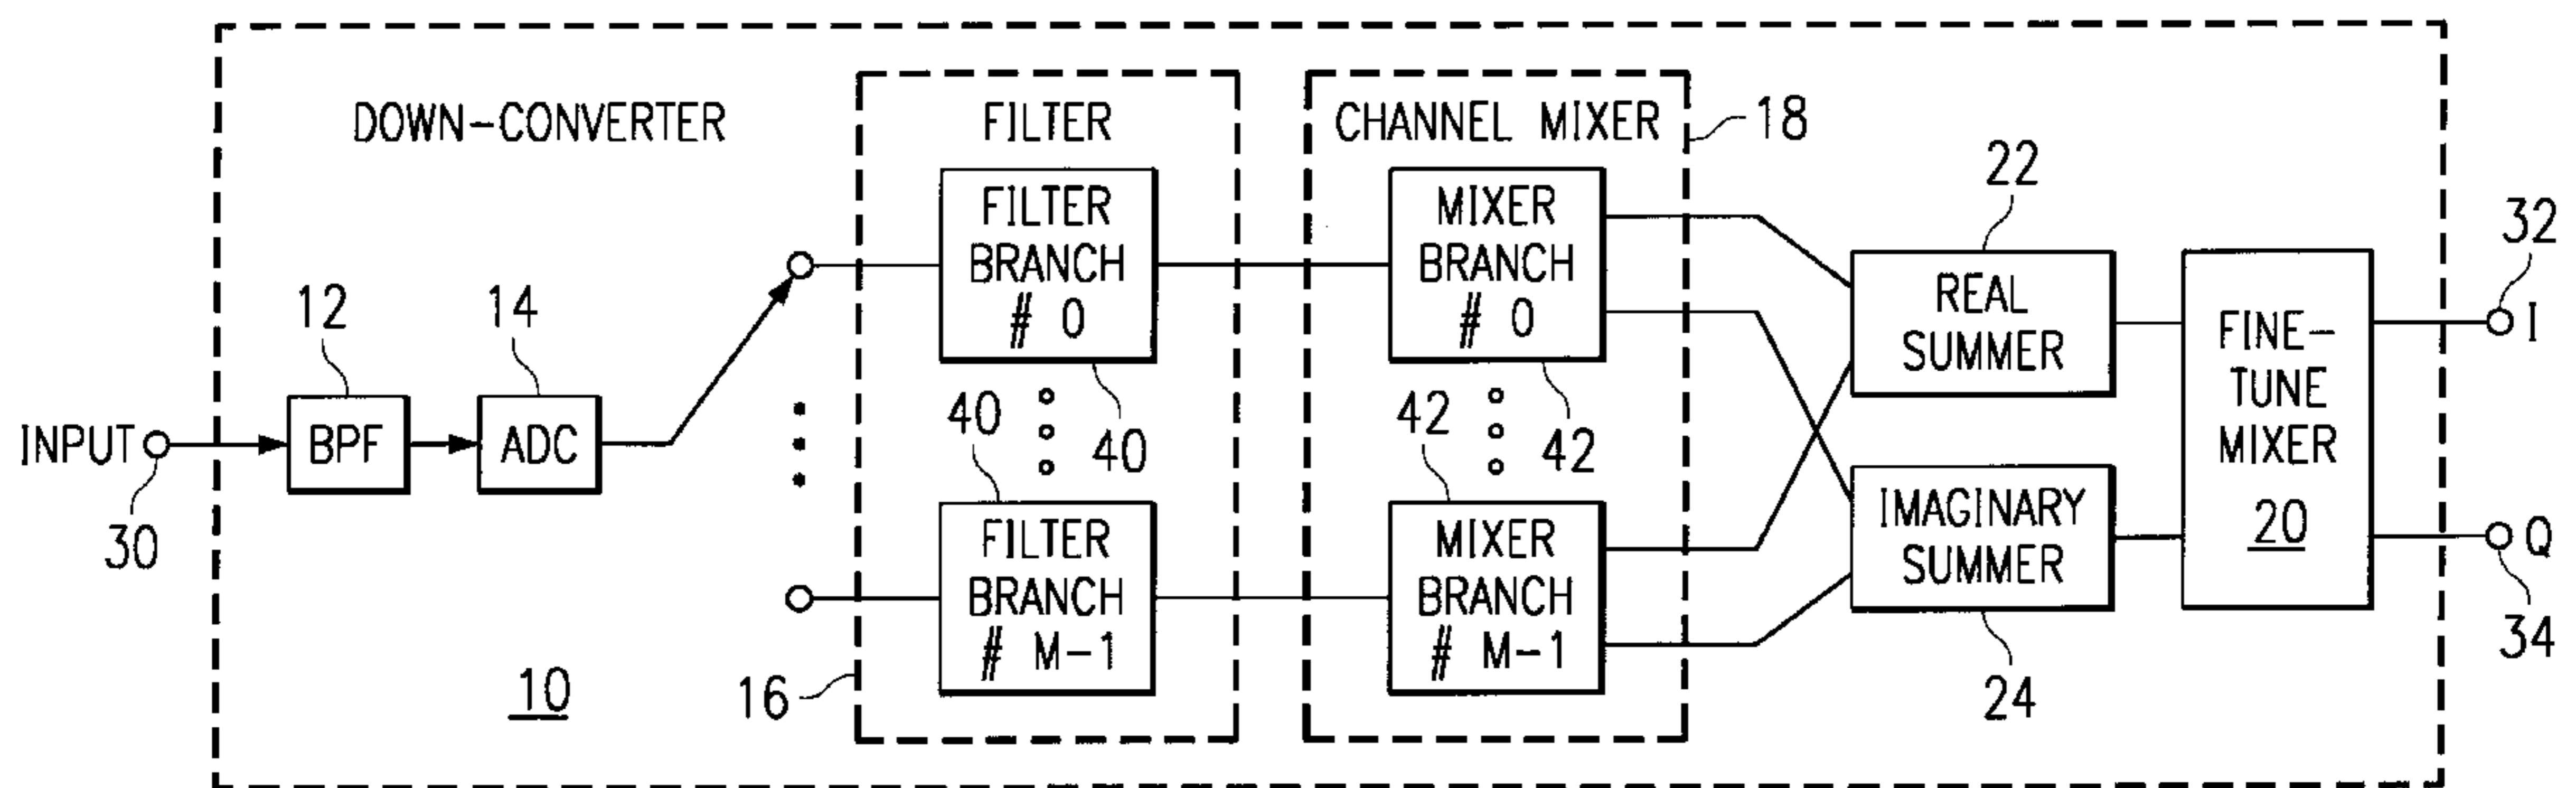 DOWN-CONVERTER
FILTER
CHANNEL MIXER
18
FILTER
BRANCH
# 0
MIXER
BRANCH
# 0
22
REAL
SUMMER
32
I
12
BPF
14
ADC
INPUT
30
40
40
42
42
FILTER
BRANCH
# M-1
MIXER
BRANCH
# M-1
IMAGINARY
SUMMER
24
FINE-
TUNE
MIXER
20
Q
34
16
10